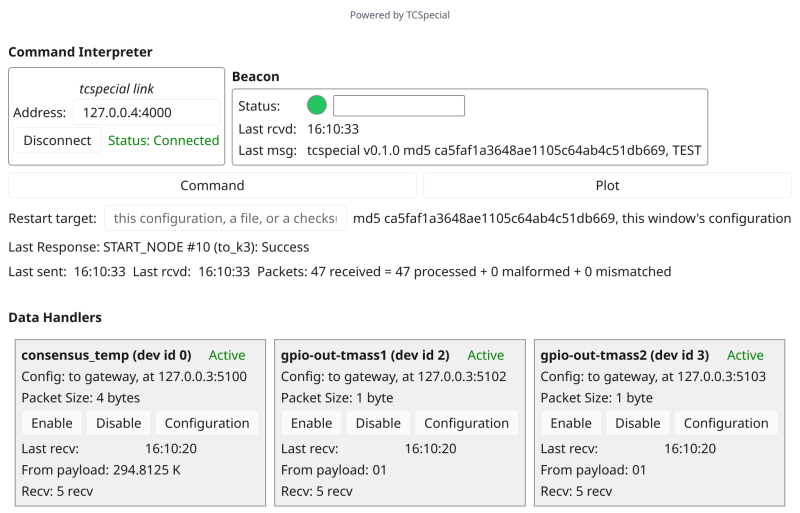 Powered by TCSpecial
Command Interpreter
tcspecial link
Address: 127.0.0.4:4000
Disconnect Status: Connected
Beacon
Status:
Last rcvd: 16:10:33
Last msg: tcspecial v0.1.0 md5 ca5faf1a3648ae1105c64ab4c51db669, TEST
Command Plot
Restart target: this configuration, a file, or a checksu md5 ca5faf1a3648ae1105c64ab4c51db669, this window's configuration
Last Response: START_NODE #10 (to_k3): Success
Last sent: 16:10:33 Last rcvd: 16:10:33 Packets: 47 received = 47 processed + 0 malformed + 0 mismatched
Data Handlers
consensus_temp (dev id 0) Active
Config: to gateway, at 127.0.0.3:5100
Packet Size: 4 bytes
Enable Disable Configuration
Last recv: 16:10:20
From payload: 294.8125 K
Recv: 5 recv
gpio-out-tmass1 (dev id 2) Active
Config: to gateway, at 127.0.0.3:5102
Packet Size: 1 byte
Enable Disable Configuration
Last recv: 16:10:20
From payload: 01
Recv: 5 recv
gpio-out-tmass2 (dev id 3) Active
Config: to gateway, at 127.0.0.3:5103
Packet Size: 1 byte
Enable Disable Configuration
Last recv: 16:10:20
From payload: 01
Recv: 5 recv